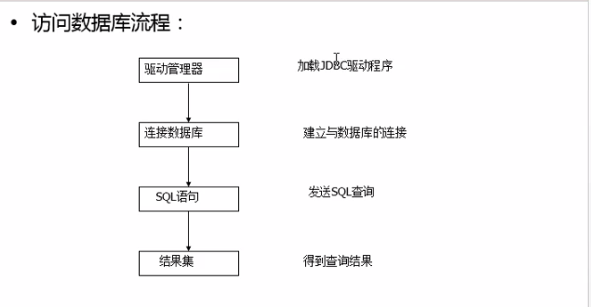 • 访问数据库流程：
驱动管理器 加载JDBC驱动程序
连接数据库 建立与数据库的连接
SQL语句 发送SQL查询
结果集 得到查询结果